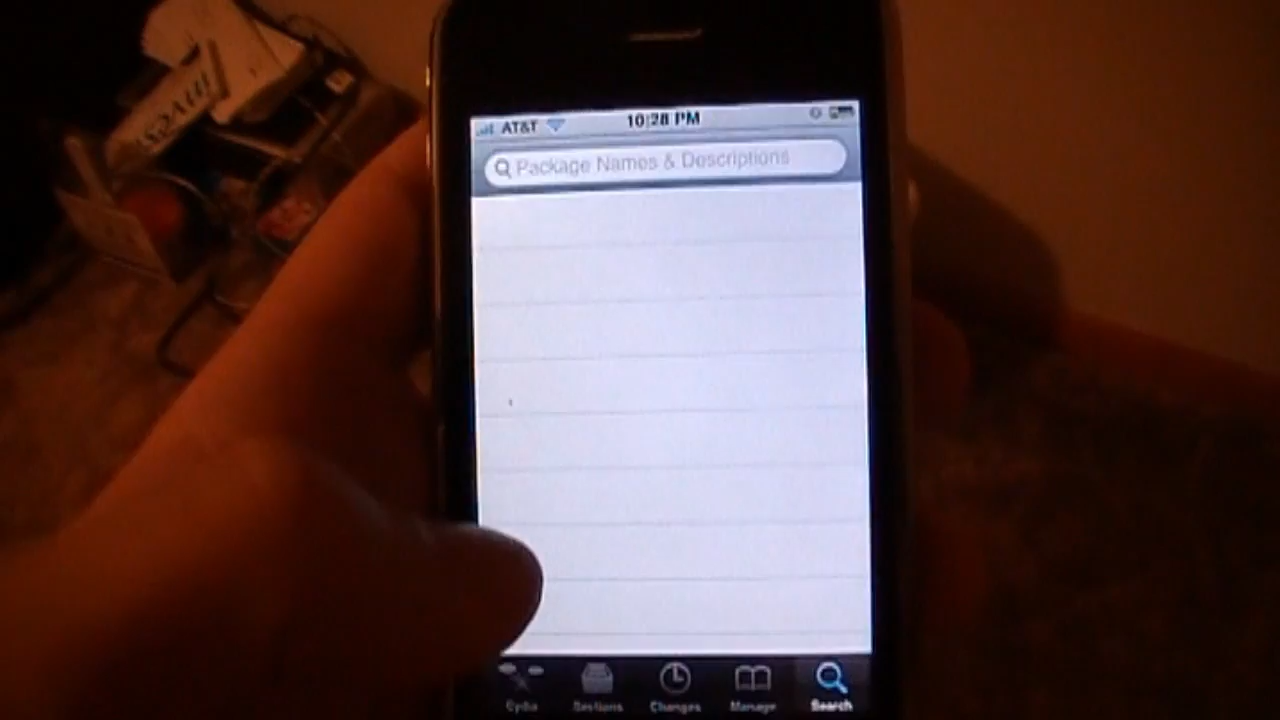 AT&T 10:28 PM
Package Names & Descriptions
Cydia Sections Changes Manage Search